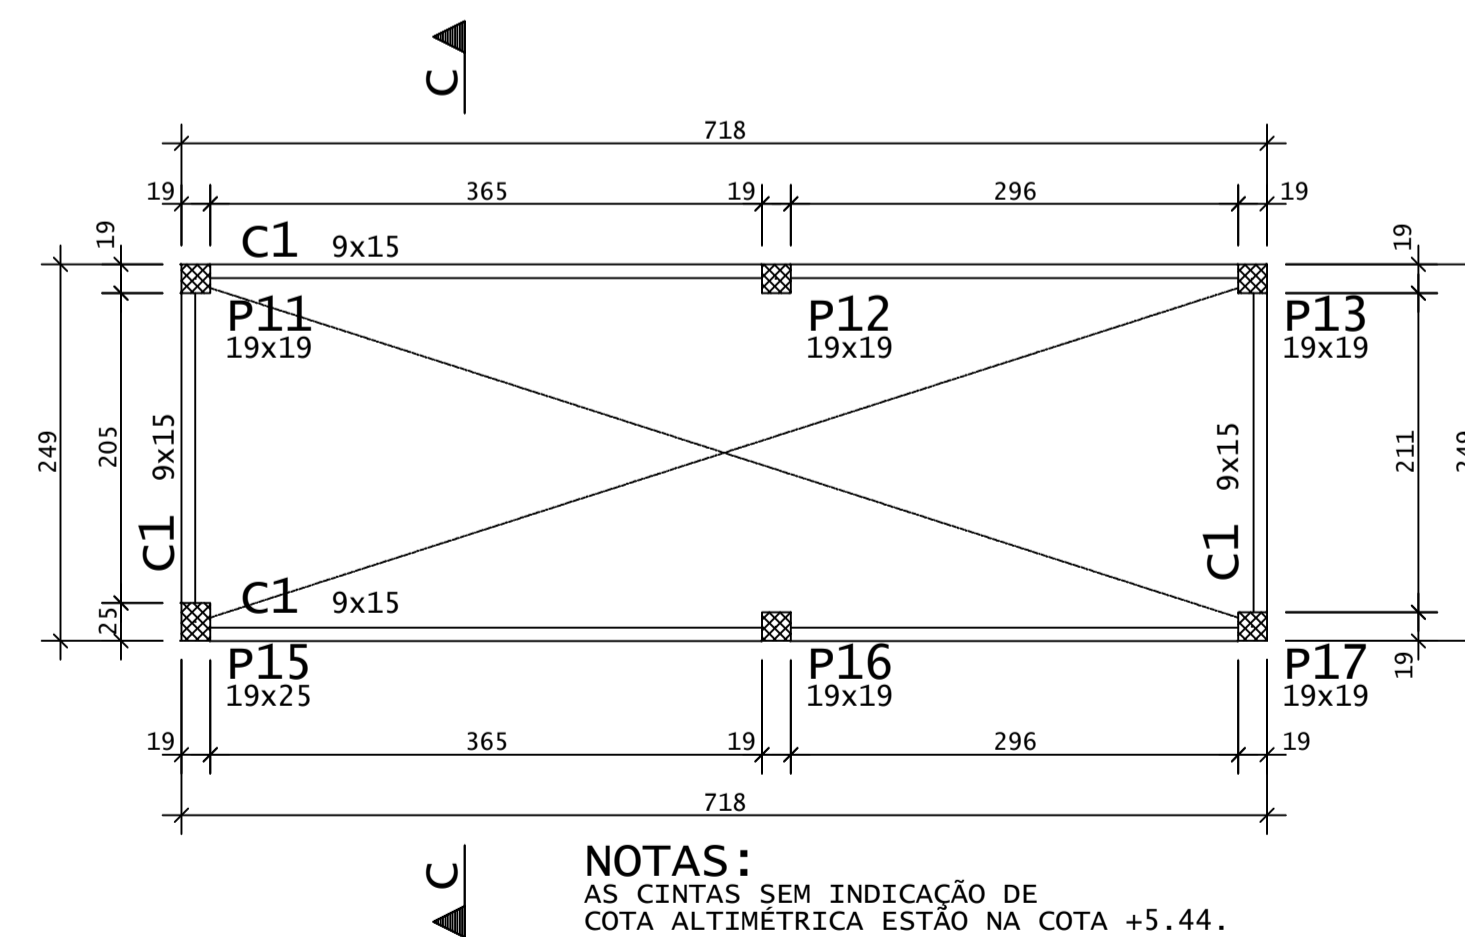 C
718
19 365 19 296 19
19 C1 9x15 19
P11 P12 P13
19x19 19x19 19x19
249 205 9x15 9x15 211 249
C1 C1
25 C1 9x15
P15 P16 P17 19
19x25 19x19 19x19
19 365 19 296 19
718
C
NOTAS:
AS CINTAS SEM INDICAÇÃO DE
COTA ALTIMÉTRICA ESTÃO NA COTA +5.44.